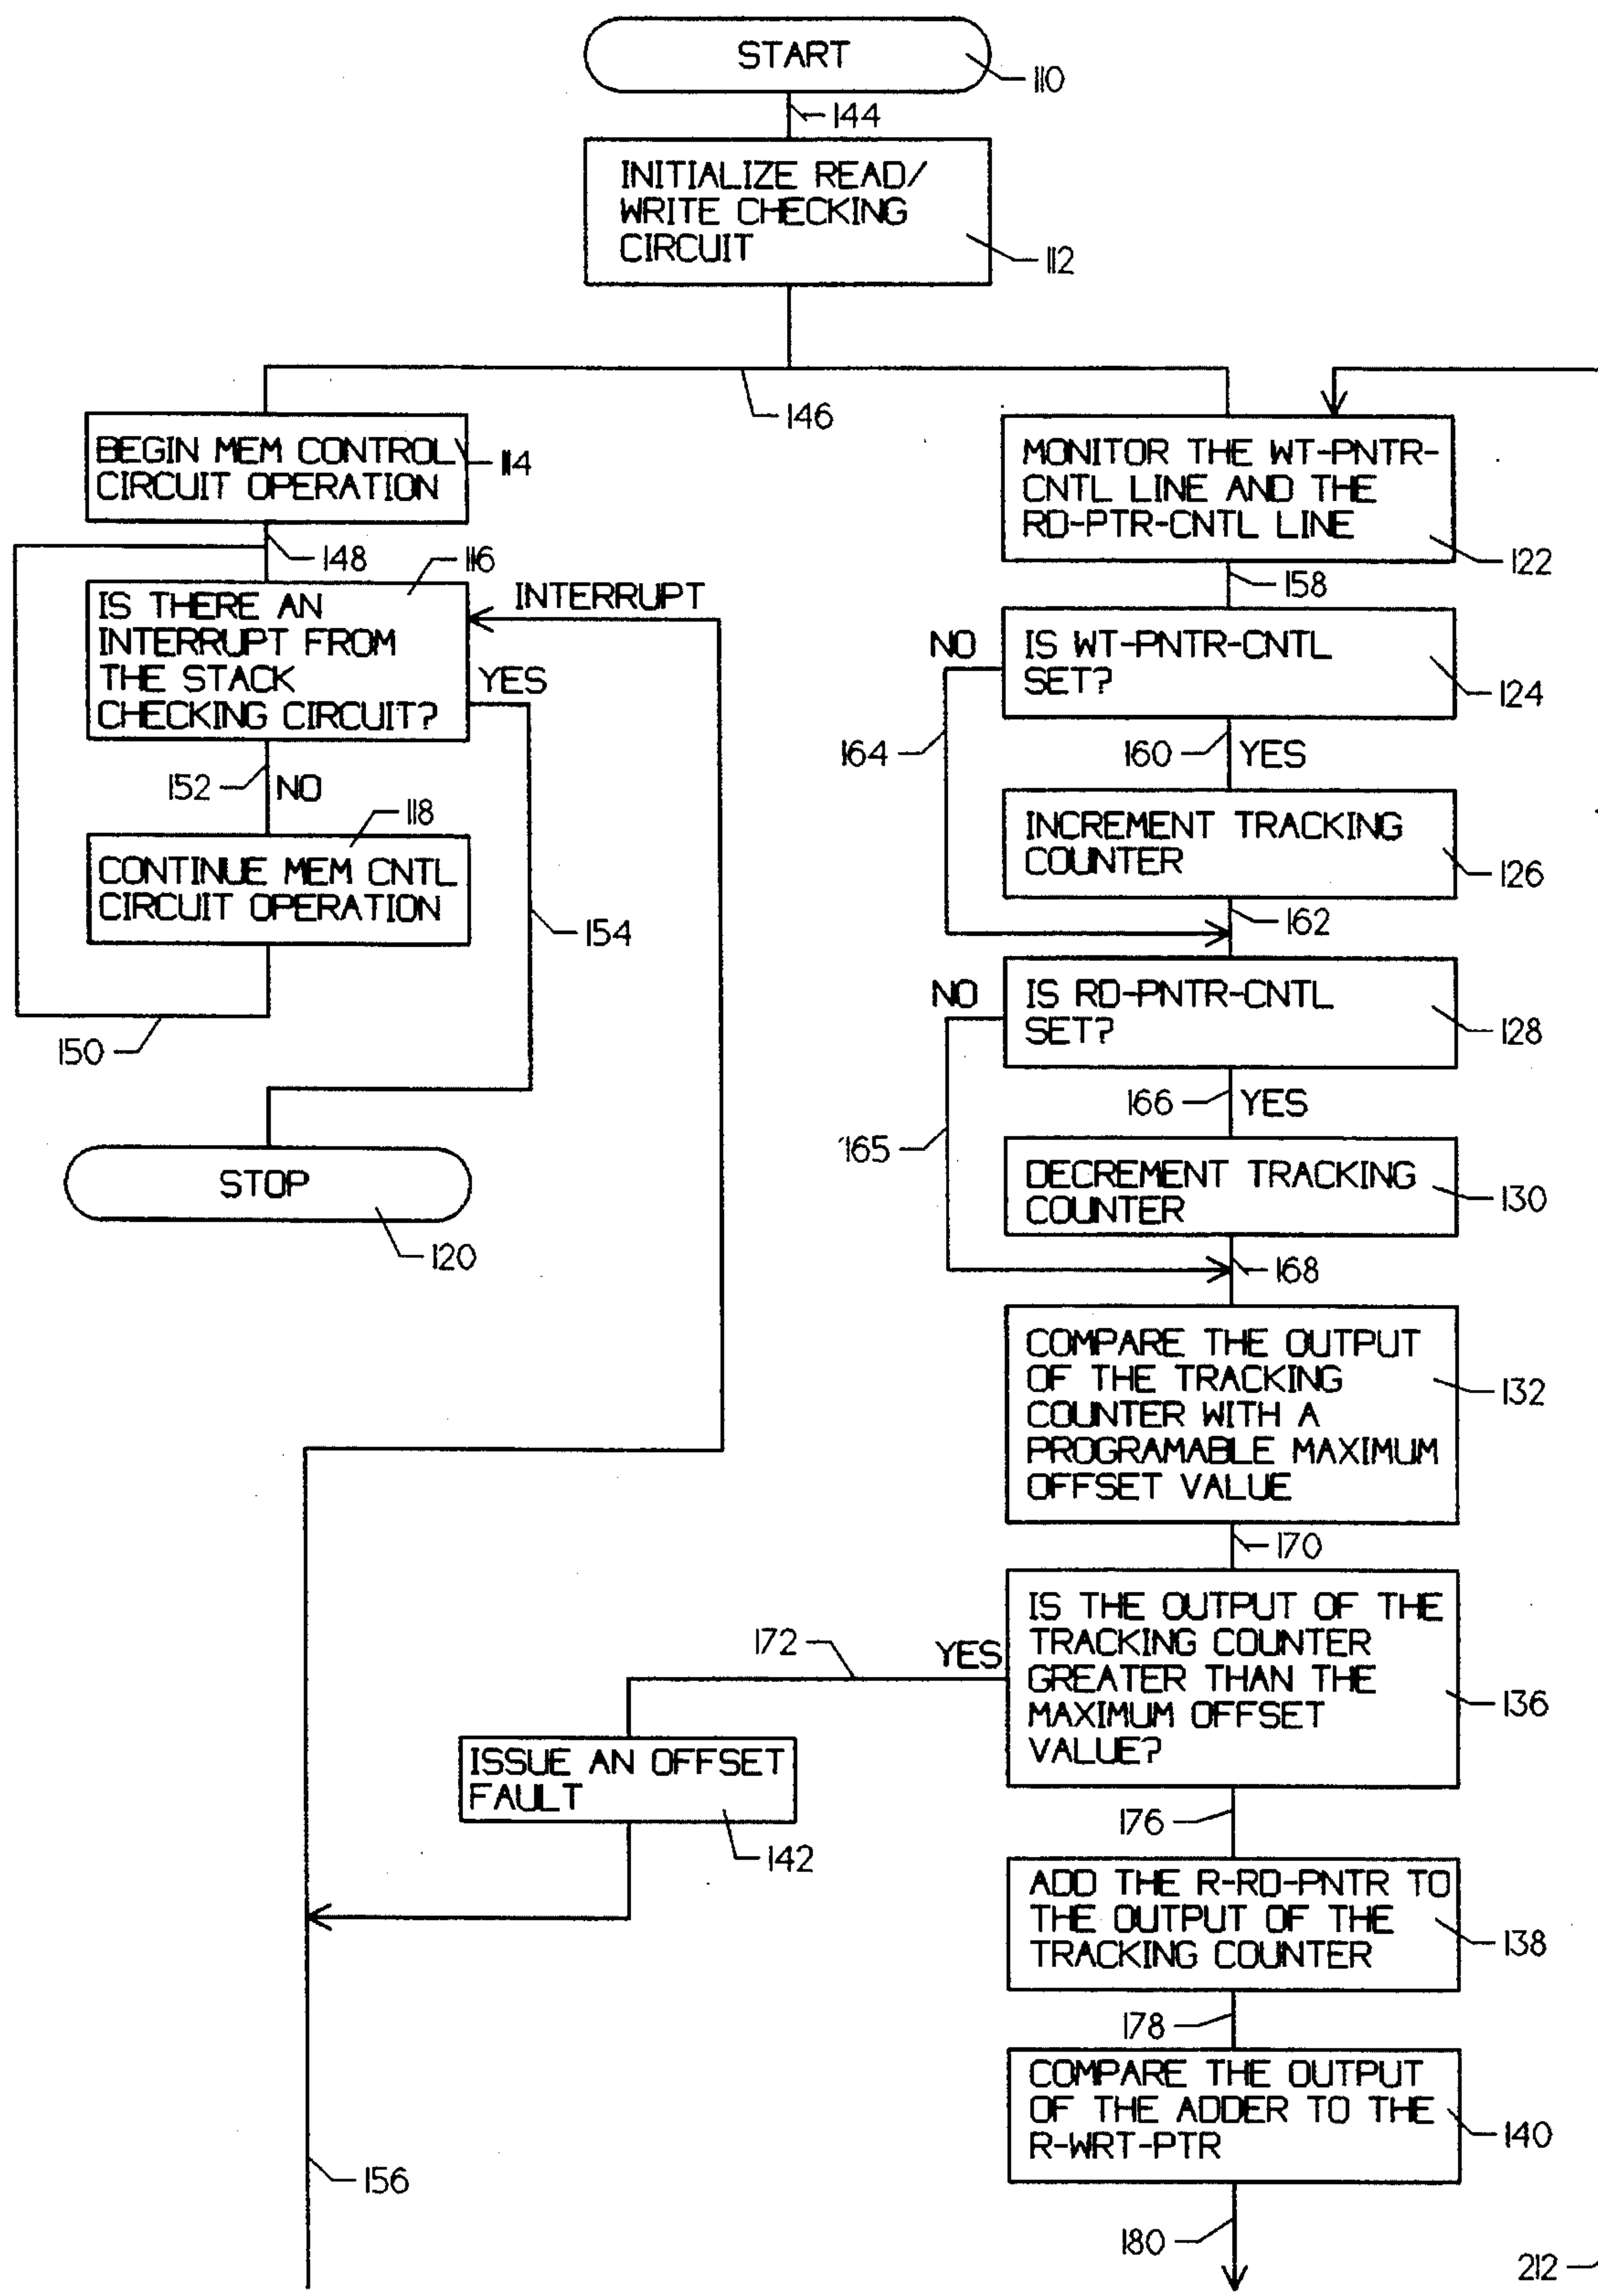 START
110
144
INITIALIZE READ/
WRITE CHECKING
CIRCUIT
112
146
BEGIN MEM CONTROL
CIRCUIT OPERATION
114
148
116
IS THERE AN
INTERRUPT FROM
THE STACK
CHECKING CIRCUIT?
INTERRUPT
YES
152
NO
118
CONTINUE MEM CNTL
CIRCUIT OPERATION
154
150
STOP
120
MONITOR THE WT-PNTR-
CNTL LINE AND THE
RD-PTR-CNTL LINE
122
158
NO
IS WT-PNTR-CNTL
SET?
124
164
160
YES
INCREMENT TRACKING
COUNTER
126
162
NO
IS RD-PNTR-CNTL
SET?
128
166
YES
165
DECREMENT TRACKING
COUNTER
130
168
COMPARE THE OUTPUT
OF THE TRACKING
COUNTER WITH A
PROGRAMABLE MAXIMUM
OFFSET VALUE
132
170
IS THE OUTPUT OF THE
TRACKING COUNTER
GREATER THAN THE
MAXIMUM OFFSET
VALUE?
136
172
YES
ISSUE AN OFFSET
FAULT
142
176
ADD THE R-RD-PNTR TO
THE OUTPUT OF THE
TRACKING COUNTER
138
178
COMPARE THE OUTPUT
OF THE ADDER TO THE
R-WRT-PTR
140
156
180
212